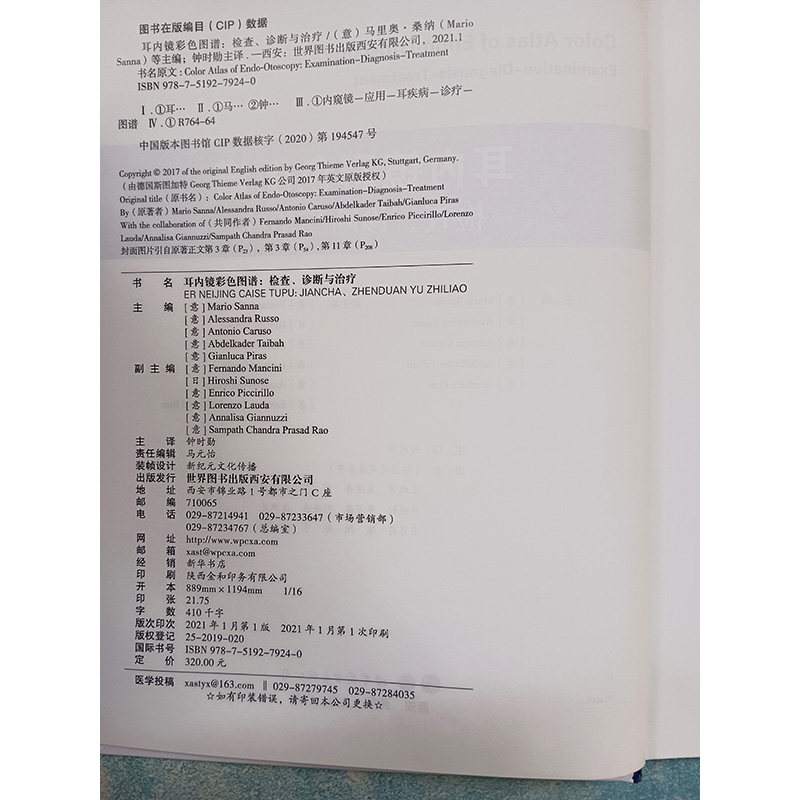 图书在版编目(CIP)数据
耳内镜彩色图谱：检查、诊断与治疗/（意）马里奥·桑纳(Mario
Sanna)等主编；钟时勋主译.—西安：世界图书出版西安有限公司，2021.1
书名原文：Color Atlas of Endo-Otoscopy: Examination-Diagnosis-Treatment
ISBN 978-7-5192-7924-0
Ⅰ.①耳… Ⅱ.①马… ②钟… Ⅲ.①内窥镜—应用—耳疾病—诊疗—
图谱 Ⅳ.①R764-64
中国版本图书馆CIP数据核字（2020）第194547号
Copyright © 2017 of the original English edition by Georg Thieme Verlag KG, Stuttgart, Germany.
（由德国斯图加特Georg Thieme Verlag KG公司2017年英文原版授权）
Original title（原书名）: Color Atlas of Endo-Otoscopy: Examination-Diagnosis-Treatment
By（原著者）Mario Sanna/Alessandra Russo/Antonio Caruso/Abdelkader Taibah/Gianluca Piras
With the collaboration of（共同作者）Fernando Mancini/Hiroshi Sunose/Enrico Piccirillo/Lorenzo
Lauda/Annalisa Giannuzzi/Sampath Chandra Prasad Rao
封面图片引自原著正文第3章（P25），第3章（P54），第11章（P208）
书 名 耳内镜彩色图谱：检查、诊断与治疗
ER NEIJING CAISE TUPU: JIANCHA、ZHENDUAN YU ZHILIAO
主 编 [意] Mario Sanna
[意] Alessandra Russo
[意] Antonio Caruso
[意] Abdelkader Taibah
[意] Gianluca Piras
副主编 [意] Fernando Mancini
[日] Hiroshi Sunose
[意] Enrico Piccirillo
[意] Lorenzo Lauda
[意] Annalisa Giannuzzi
[意] Sampath Chandra Prasad Rao
主 译 钟时勋
责任编辑 马元怡
装帧设计 新纪元文化传播
出版发行 世界图书出版西安有限公司
地 址 西安市锦业路1号都市之门C座
邮 编 710065
电 话 029-87214941 029-87233647（市场营销部）
029-87234767（总编室）
网 址 http://www.wpcxa.com
邮 箱 xast@wpcxa.com
经 销 新华书店
印 刷 陕西金和印务有限公司
开 本 889mm×1194mm 1/16
印 张 21.75
字 数 410千字
版次印次 2021年1月第1版 2021年1月第1次印刷
版权登记 25-2019-020
国际书号 ISBN 978-7-5192-7924-0
定 价 320.00元
医学投稿 xastyx@163.com ‖ 029-87279745 029-87284035
☆如有印装错误，请寄回本公司更换☆